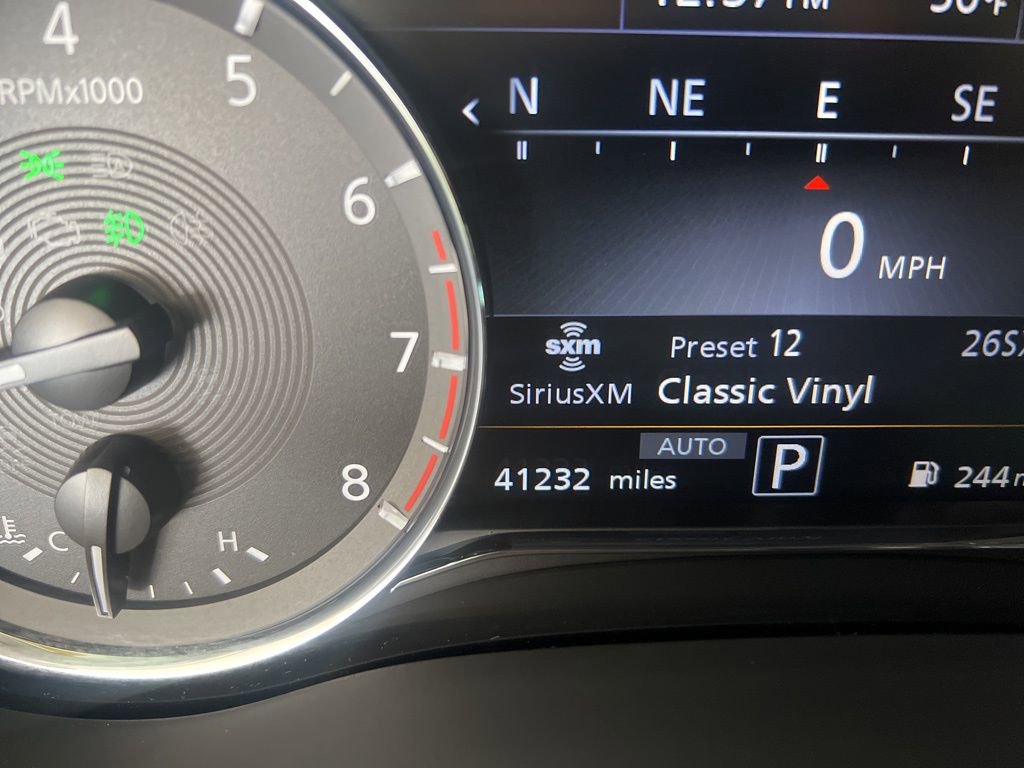 4
5
RPMx1000
6
7
8
C
H
N NE E SE
0 MPH
sxm Preset 12
SiriusXM Classic Vinyl
AUTO
41232 miles P 244